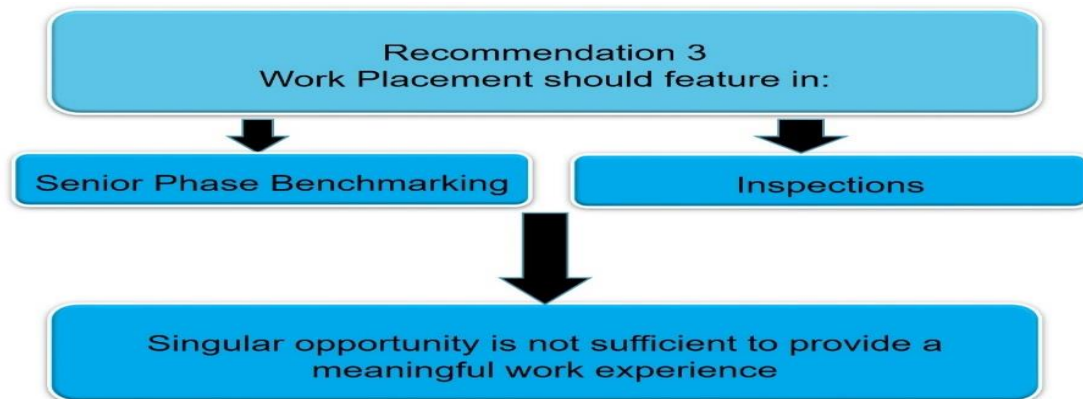 Recommendation 3
Work Placement should feature in:
Senior Phase Benchmarking
Inspections
Singular opportunity is not sufficient to provide a
meaningful work experience